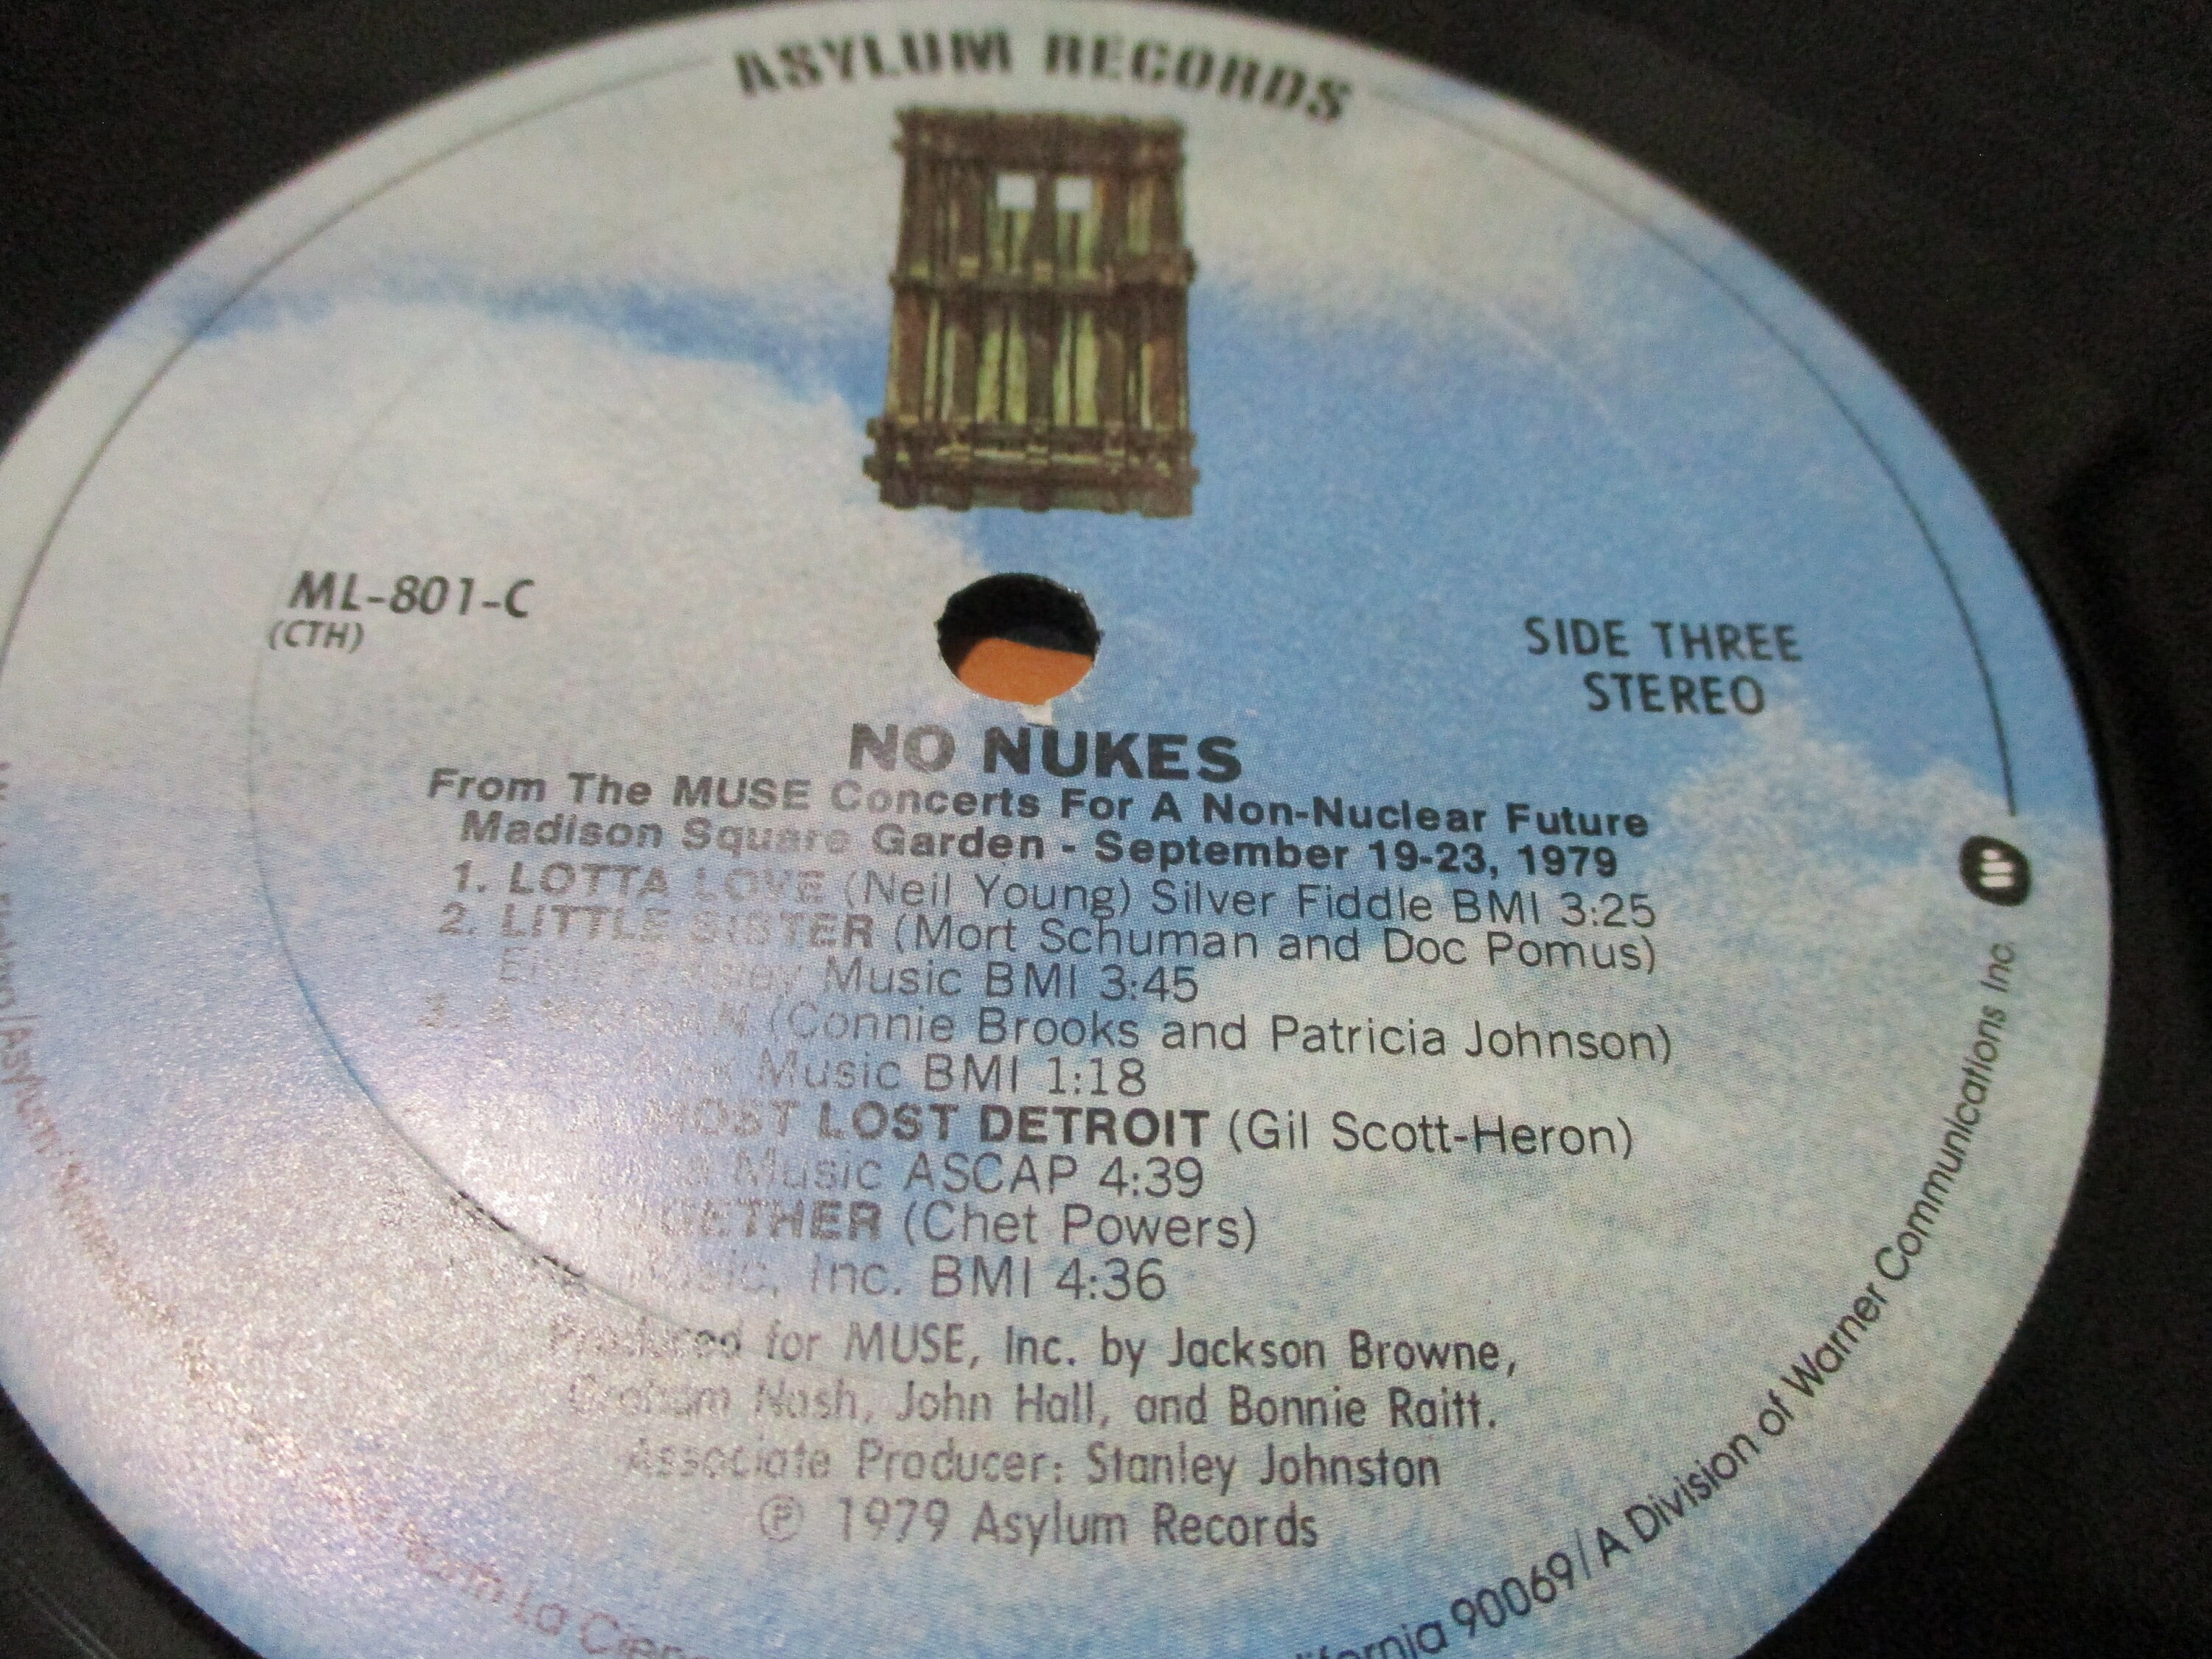 ASYLUM RECORDS
ML-801-C
(CTH)
SIDE THREE
STEREO
NO NUKES
From The MUSE Concerts For A Non-Nuclear Future
Madison Square Garden - September 19-23, 1979
1. LOTTA LOVE (Neil Young) Silver Fiddle BMI 3:25
2. LITTLE SISTER (Mort Schuman and Doc Pomus)
Music BMI 3:45
(Connie Brooks and Patricia Johnson)
Music BMI 1:18
LOST DETROIT (Gil Scott-Heron)
Music ASCAP 4:39
TOGETHER (Chet Powers)
Music, Inc. BMI 4:36
Produced for MUSE, Inc. by Jackson Browne,
Graham Nash, John Hall, and Bonnie Raitt.
Associate Producer: Stanley Johnston
℗ 1979 Asylum Records
La
90069/A Division of Warner Communications Inc.